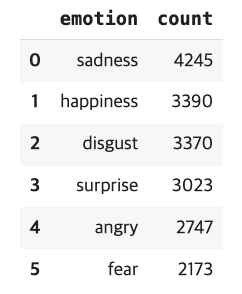 emotion count
0 sadness 4245
1 happiness 3390
2 disgust 3370
3 surprise 3023
4 angry 2747
5 fear 2173